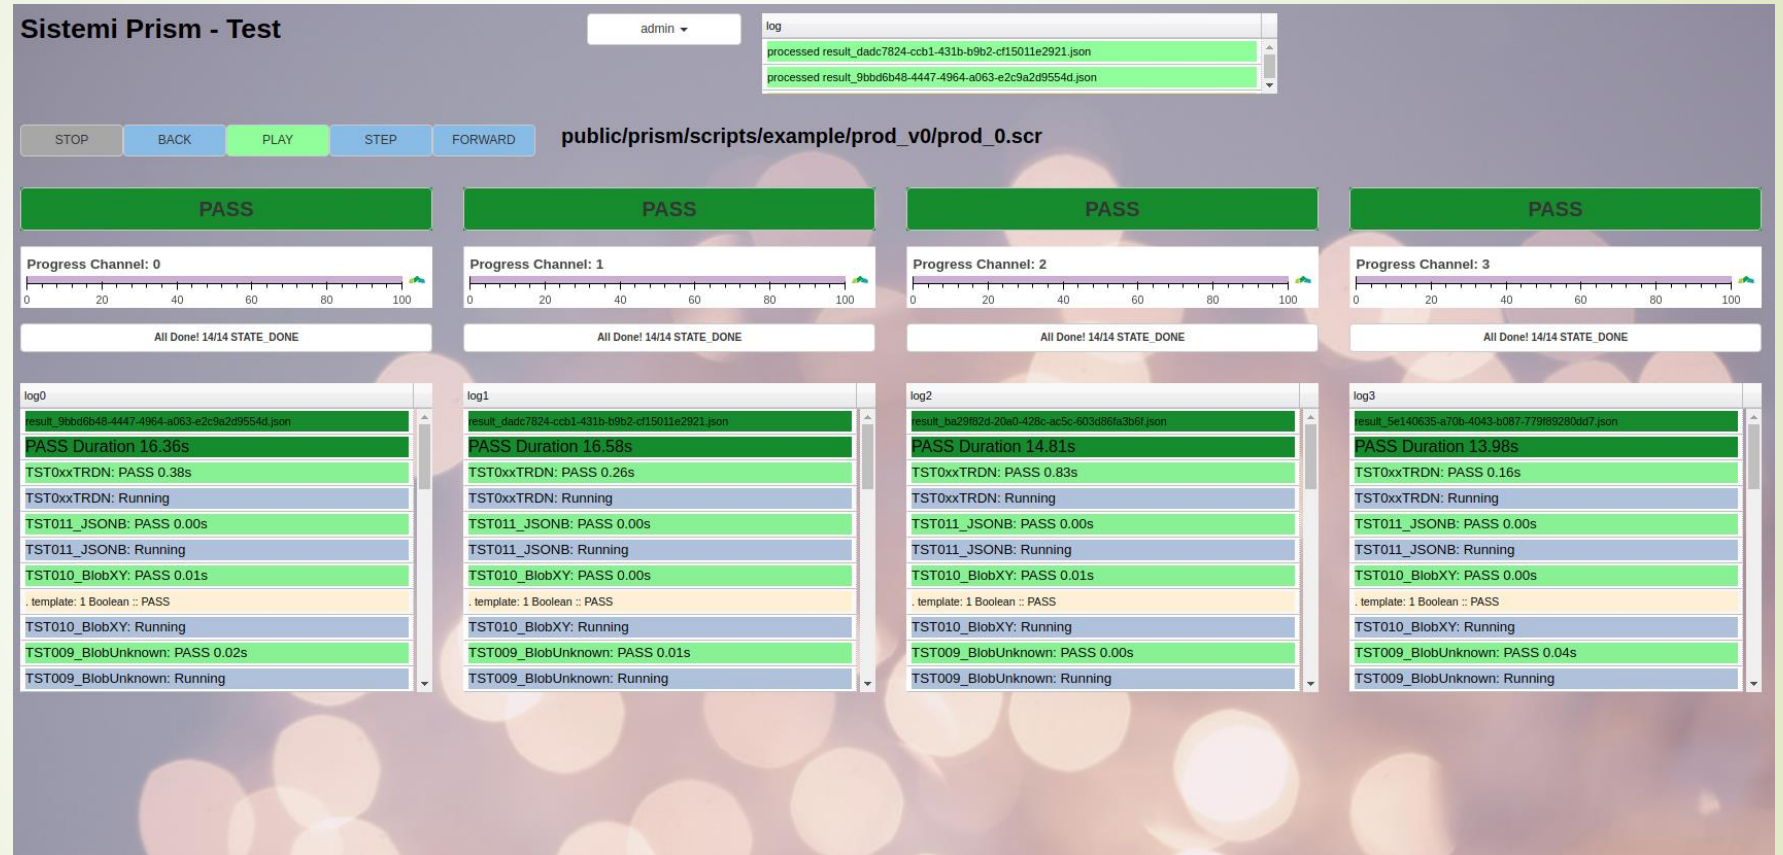 Sistemi Prism - Test
admin
log
processed result_dadc7824-ccb1-431b-b9b2-cf15011e2921.json
processed result_9bbd6b48-4447-4964-a063-e2c9a2d9554d.json
STOP BACK PLAY STEP FORWARD
public/prism/scripts/example/prod_v0/prod_0.scr
PASS
Progress Channel: 0
0 20 40 60 80 100
All Done! 14/14 STATE_DONE
log0
result_9bbd6b48-4447-4964-a063-e2c9a2d9554d.json
PASS Duration 16.36s
TST0xxTRDN: PASS 0.38s
TST0xxTRDN: Running
TST011_JSONB: PASS 0.00s
TST011_JSONB: Running
TST010_BlobXY: PASS 0.01s
. template: 1 Boolean :: PASS
TST010_BlobXY: Running
TST009_BlobUnknown: PASS 0.02s
TST009_BlobUnknown: Running
PASS
Progress Channel: 1
0 20 40 60 80 100
All Done! 14/14 STATE_DONE
log1
result_dadc7824-ccb1-431b-b9b2-cf15011e2921.json
PASS Duration 16.58s
TST0xxTRDN: PASS 0.26s
TST0xxTRDN: Running
TST011_JSONB: PASS 0.00s
TST011_JSONB: Running
TST010_BlobXY: PASS 0.00s
. template: 1 Boolean :: PASS
TST010_BlobXY: Running
TST009_BlobUnknown: PASS 0.01s
TST009_BlobUnknown: Running
PASS
Progress Channel: 2
0 20 40 60 80 100
All Done! 14/14 STATE_DONE
log2
result_ba29f82d-20a0-428c-ac5c-603d86fa3b6f.json
PASS Duration 14.81s
TST0xxTRDN: PASS 0.83s
TST0xxTRDN: Running
TST011_JSONB: PASS 0.00s
TST011_JSONB: Running
TST010_BlobXY: PASS 0.01s
. template: 1 Boolean :: PASS
TST010_BlobXY: Running
TST009_BlobUnknown: PASS 0.00s
TST009_BlobUnknown: Running
PASS
Progress Channel: 3
0 20 40 60 80 100
All Done! 14/14 STATE_DONE
log3
result_5e140635-a70b-4043-b087-779f89280dd7.json
PASS Duration 13.98s
TST0xxTRDN: PASS 0.16s
TST0xxTRDN: Running
TST011_JSONB: PASS 0.00s
TST011_JSONB: Running
TST010_BlobXY: PASS 0.00s
. template: 1 Boolean :: PASS
TST010_BlobXY: Running
TST009_BlobUnknown: PASS 0.04s
TST009_BlobUnknown: Running